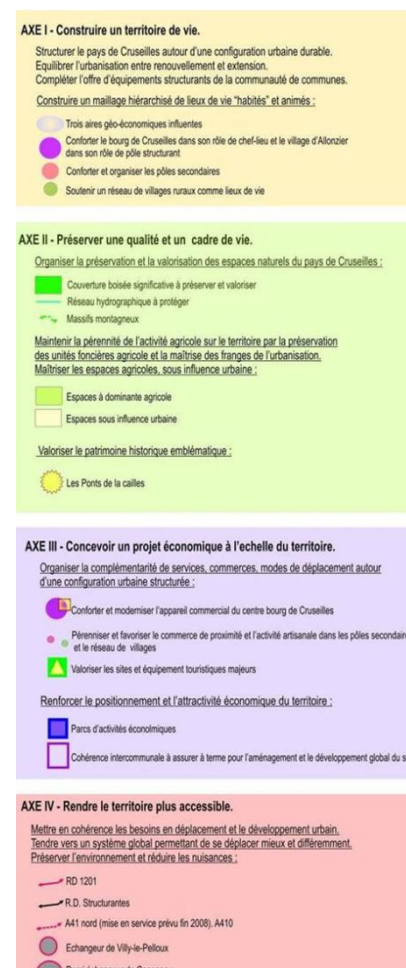 AXE I - Construire un territoire de vie.
Structurer le pays de Cruseilles autour d'une configuration urbaine durable.
Equilibrer l'urbanisation entre renouvellement et extension.
Compléter l'offre d'équipements structurants de la communauté de communes.
Construire un maillage hiérarchisé de lieux de vie "habités" et animés :
Trois aires géo-économiques influentes
Conforter le bourg de Cruseilles dans son rôle de chef-lieu et le village d'Allonzier
dans son rôle de pôle structurant
Conforter et organiser les pôles secondaires
Soutenir un réseau de villages ruraux comme lieux de vie
AXE II - Préserver une qualité et un cadre de vie.
Organiser la préservation et la valorisation des espaces naturels du pays de Cruseilles :
Couverture boisée significative à préserver et valoriser
Réseau hydrographique à protéger
Massifs montagneux
Maintenir la pérennité de l'activité agricole sur le territoire par la préservation
des unités foncières agricole et la maîtrise des franges de l'urbanisation.
Maîtriser les espaces agricoles, sous influence urbaine :
Espaces à dominante agricole
Espaces sous influence urbaine
Valoriser le patrimoine historique emblématique :
Les Ponts de la cailles
AXE III - Concevoir un projet économique à l'echelle du territoire.
Organiser la complémentarité de services, commerces, modes de déplacement autour
d'une configuration urbaine structurée :
Conforter et moderniser l'appareil commercial du centre bourg de Cruseilles
Pérenniser et favoriser le commerce de proximité et l'activité artisanale dans les pôles secondaire
et le réseau de villages
Valoriser les sites et équipement touristiques majeurs
Renforcer le positionnement et l'attractivité économique du territoire :
Parcs d'activités éconolmiques
Cohérence intercommunale à assurer à terme pour l'aménagement et le développement global du s
AXE IV - Rendre le territoire plus accessible.
Mettre en cohérence les besoins en déplacement et le développement urbain.
Tendre vers un système global permettant de se déplacer mieux et différemment.
Préserver l'environnement et réduire les nuisances :
RD 1201
R.D. Structurantes
A41 nord (mise en service prévu fin 2008), A410
Echangeur de Villy-le-Pelloux